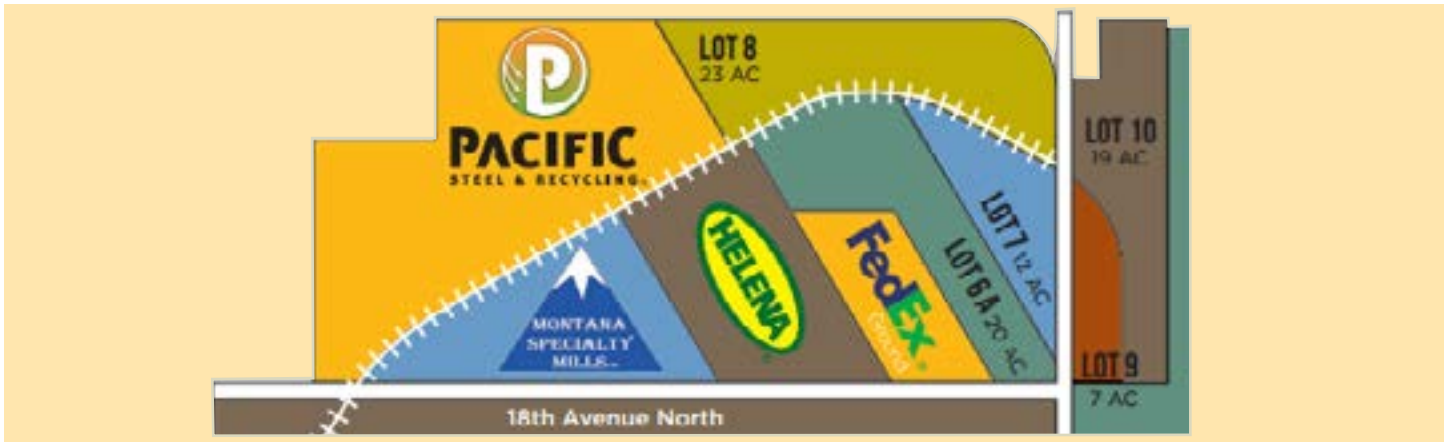 LOT 8
23 AC
PACIFIC
STEEL & RECYCLING
LOT 10
19 AC
LOT 7 12 AC
HELENA
FedEx
Ground
LOT 6A 20 AC
MONTANA
SPECIALTY
MILLS
LOT 9
7 AC
18th Avenue North